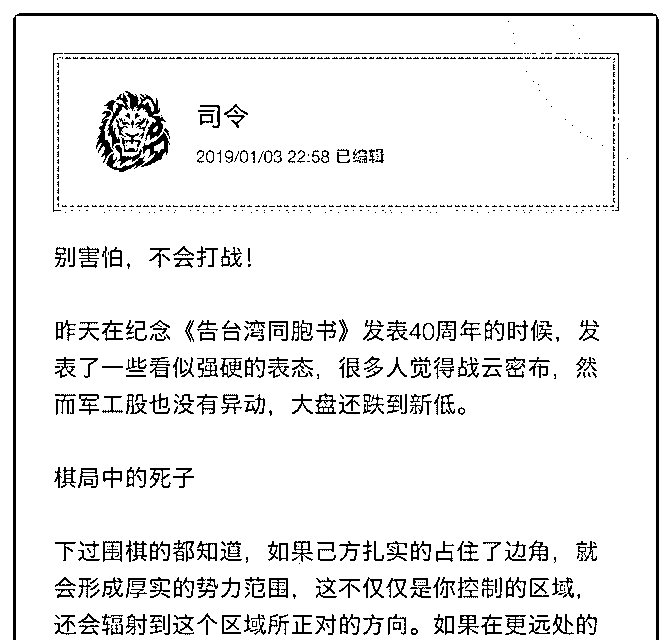 司令
2019/01/03 22:58 已编辑
别害怕，不会打战！
昨天在纪念《告台湾同胞书》发表40周年的时候，发
表了一些看似强硬的表态，很多人觉得战云密布，然
而军工股也没有异动，大盘还跌到新低。
棋局中的死子
下过围棋的都知道，如果己方扎实的占住了边角，就
会形成厚实的势力范围，这不仅仅是你控制的区域，
还会辐射到这个区域所正对的方向。如果在更远处的